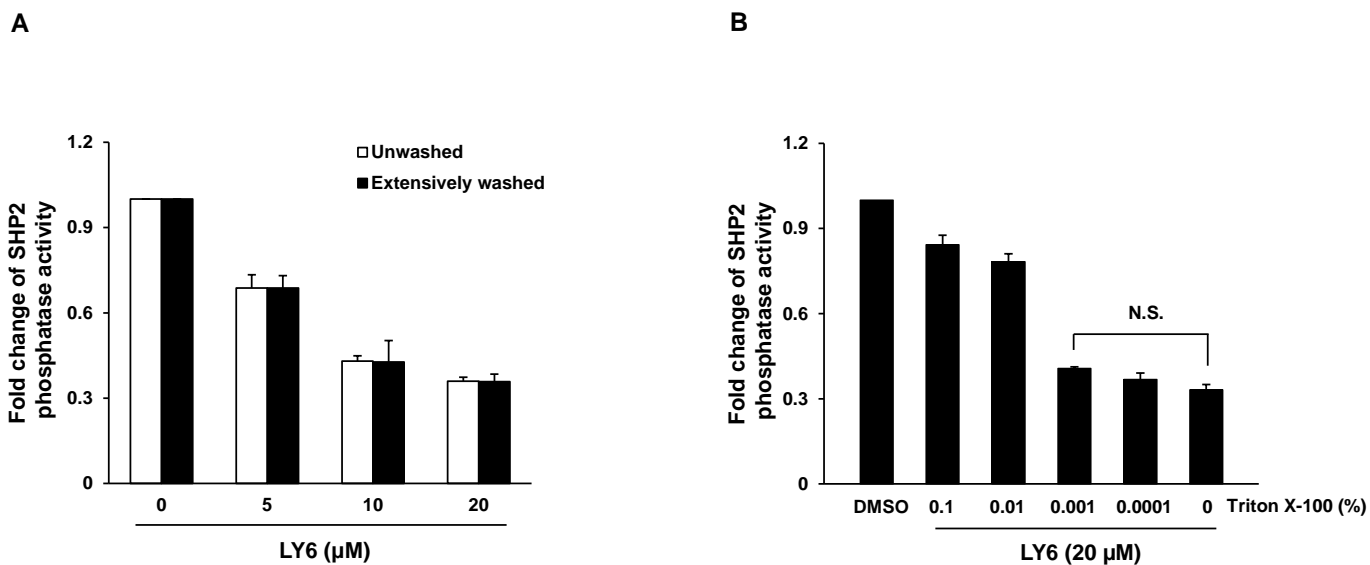 A
Fold change of SHP2
phosphatase activity
1.2
0.9
0.6
0.3
0
Unwashed
Extensively washed
0 5 10 20
LY6 (µM)
B
Fold change of SHP2
phosphatase activity
1.2
0.9
0.6
0.3
0
N.S.
DMSO 0.1 0.01 0.001 0.0001 0 Triton X-100 (%)
LY6 (20 µM)